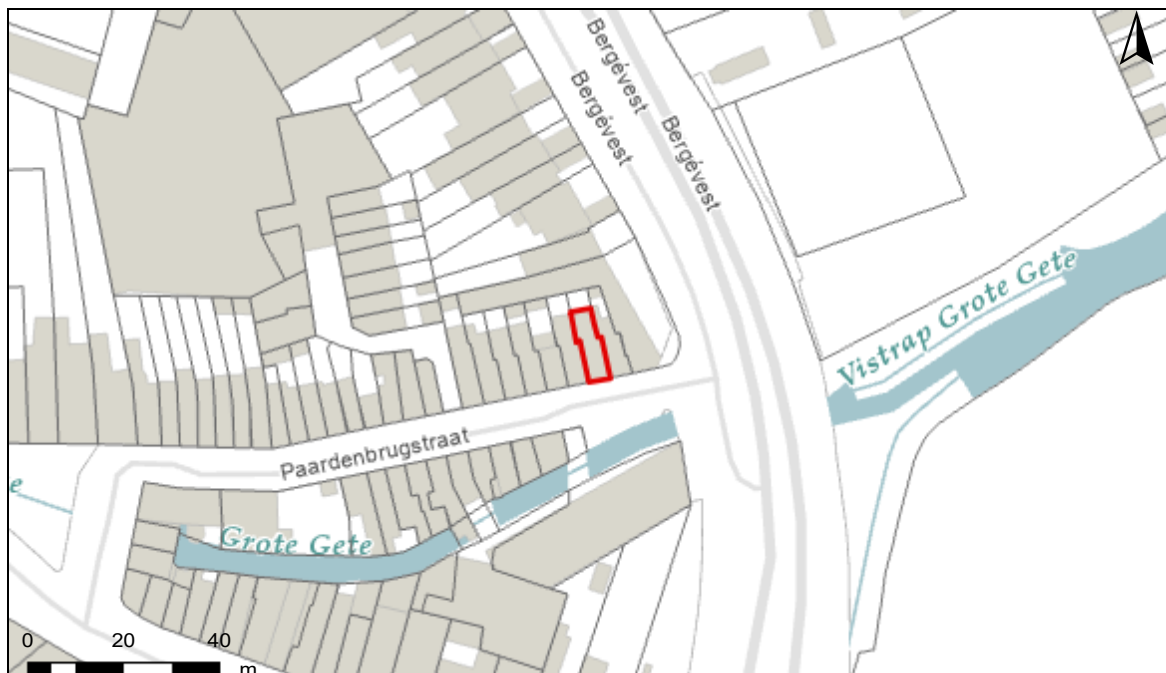 Bergévest
Bergévest
Bergévest
Vistrap Grote Gete
Paardenbrugstraat
e
Grote Gete
0 20 40
m